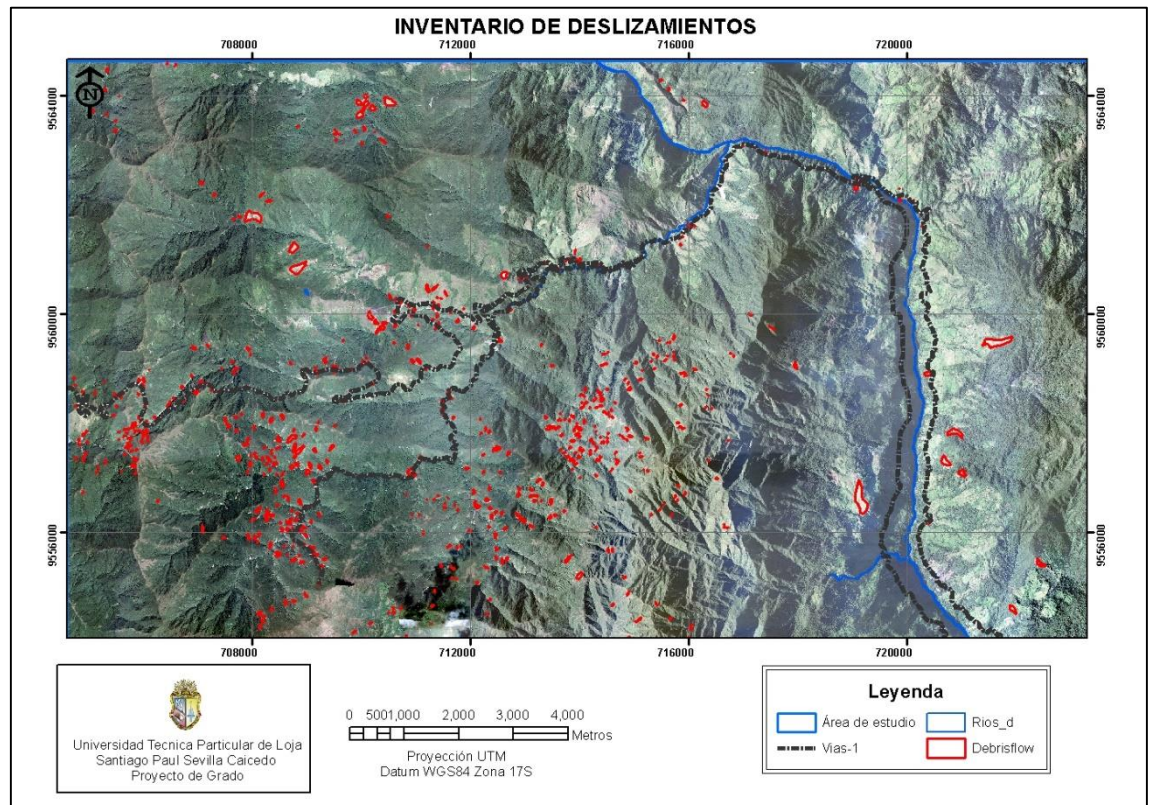 INVENTARIO DE DESLIZAMIENTOS
708000 712000 716000 720000
N
9564000 9564000
9560000 9560000
9556000 9556000
708000 712000 716000 720000
Universidad Tecnica Particular de Loja
Santiago Paul Sevilla Caicedo
Proyecto de Grado
0 500 1,000 2,000 3,000 4,000
Metros
Proyección UTM
Datum WGS84 Zona 17S
Leyenda
Área de estudio Rios_d
Vias-1 Debrisflow